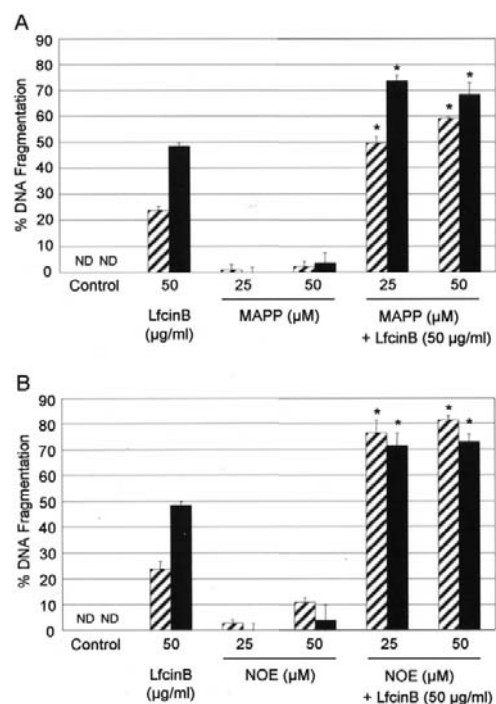 A
% DNA Fragmentation
90
80
70
60
50
40
30
20
10
0
* * * *
ND ND
Control 50 25 50 25 50
LfcinB (μg/ml)
MAPP (μM)
MAPP (μM)
+ LfcinB (50 μg/ml)
B
% DNA Fragmentation
90
80
70
60
50
40
30
20
10
0
* * * *
ND ND
Control 50 25 50 25 50
LfcinB (μg/ml)
NOE (μM)
NOE (μM)
+ LfcinB (50 μg/ml)